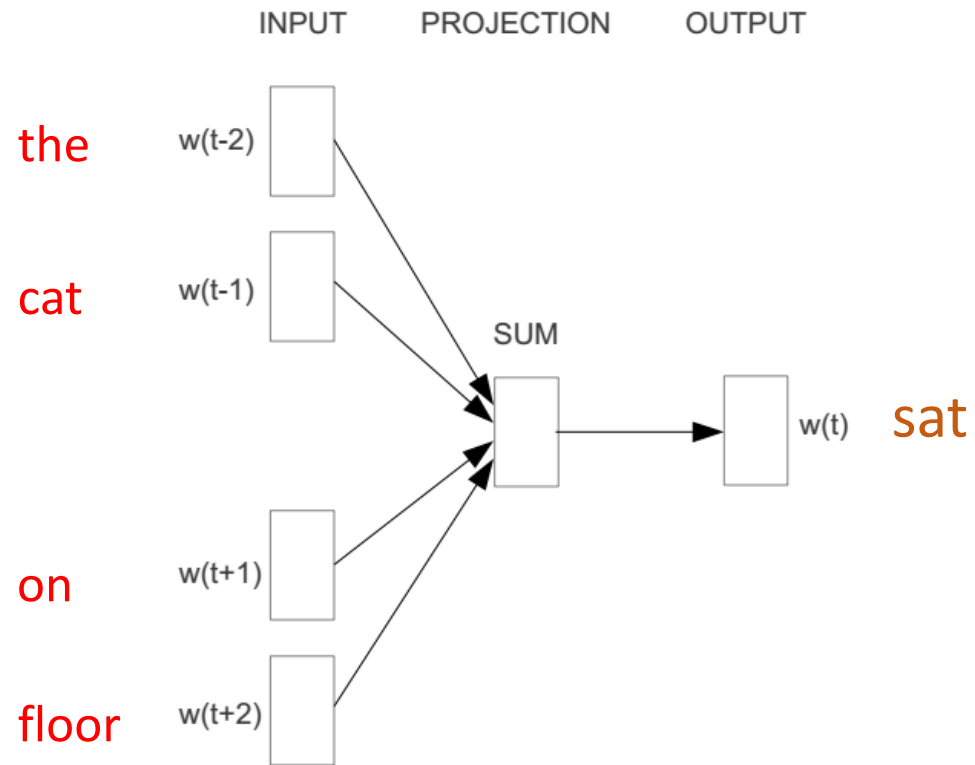 INPUT PROJECTION OUTPUT
the w(t-2)
cat w(t-1)
SUM
w(t) sat
on w(t+1)
floor w(t+2)